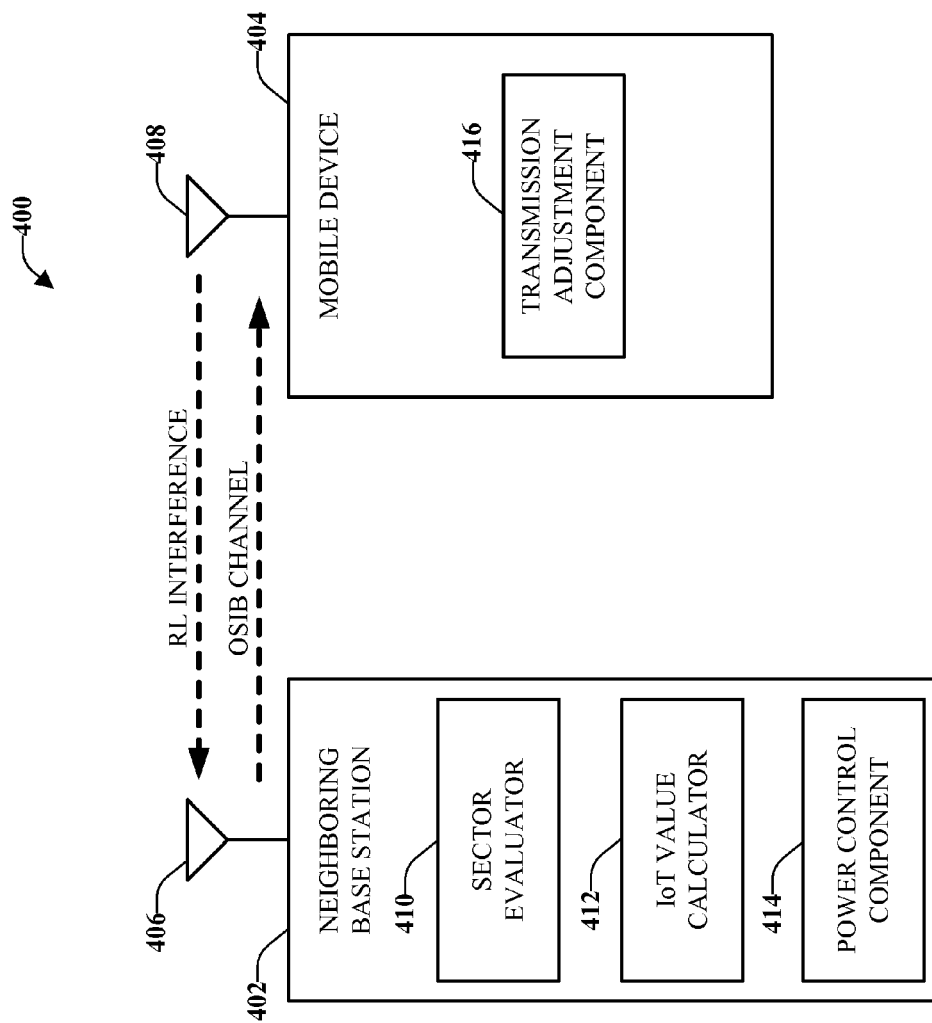 400
406
408
RL INTERFERENCE
OSIB CHANNEL
402
NEIGHBORING
BASE STATION
410
SECTOR
EVALUATOR
412
IoT VALUE
CALCULATOR
414
POWER CONTROL
COMPONENT
404
MOBILE DEVICE
416
TRANSMISSION
ADJUSTMENT
COMPONENT